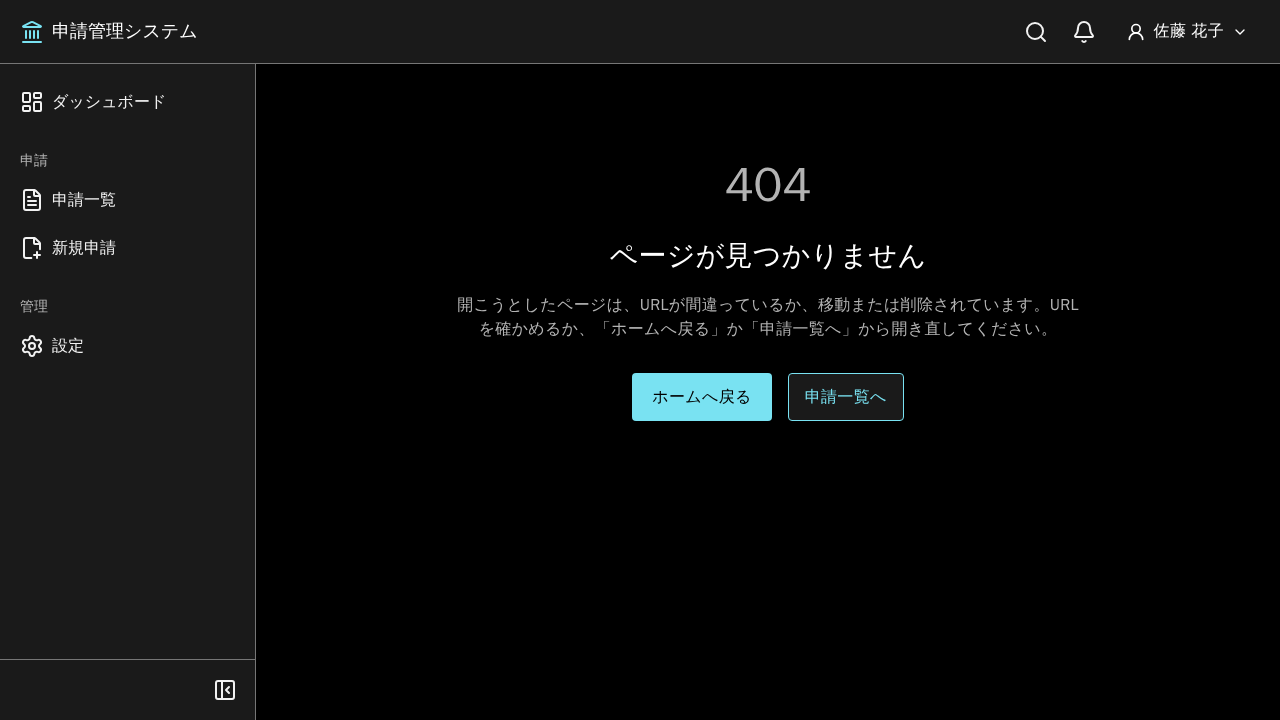 申請管理システム
佐藤 花子
ダッシュボード
申請
申請一覧
新規申請
管理
設定
404
ページが見つかりません
開こうとしたページは、URLが間違っているか、移動または削除されています。URL
を確かめるか、「ホームへ戻る」か「申請一覧へ」から開き直してください。
ホームへ戻る
申請一覧へ